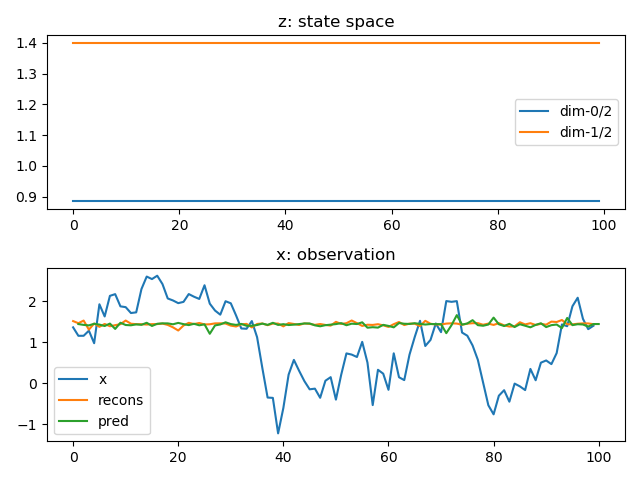 z: state space
1.4
1.3
1.2
1.1
1.0
0.9
dim-0/2
dim-1/2
0 20 40 60 80 100
x: observation
2
1
0
−1
x
recons
pred
0 20 40 60 80 100